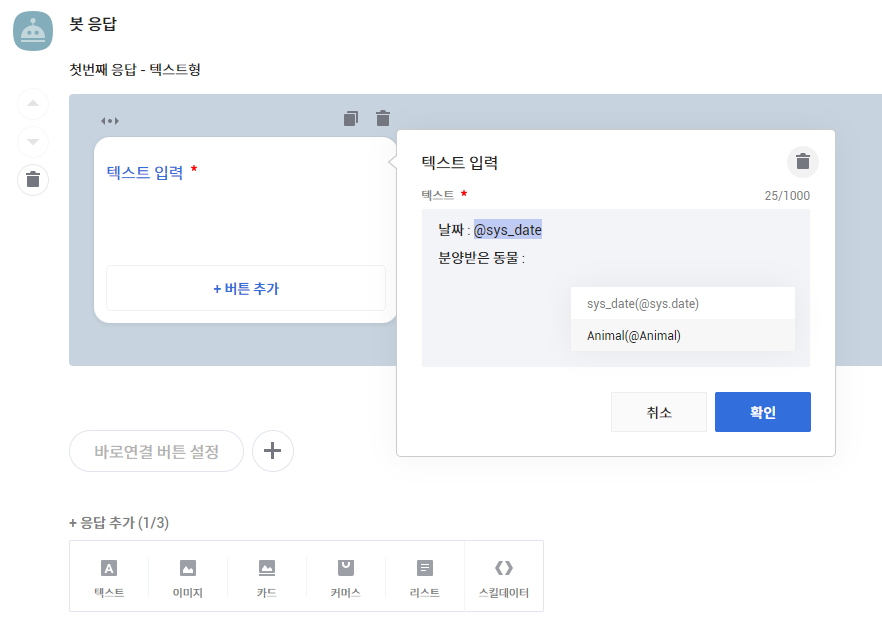 봇 응답
첫번째 응답 - 텍스트형
텍스트 입력 *
+ 버튼 추가
텍스트 입력
텍스트 *
25/1000
날짜 : @sys_date
분양받은 동물 :
sys_date(@sys.date)
Animal(@Animal)
취소
확인
바로연결 버튼 설정
+ 응답 추가 (1/3)
A
텍스트
이미지
카드
커머스
리스트
스킬데이터